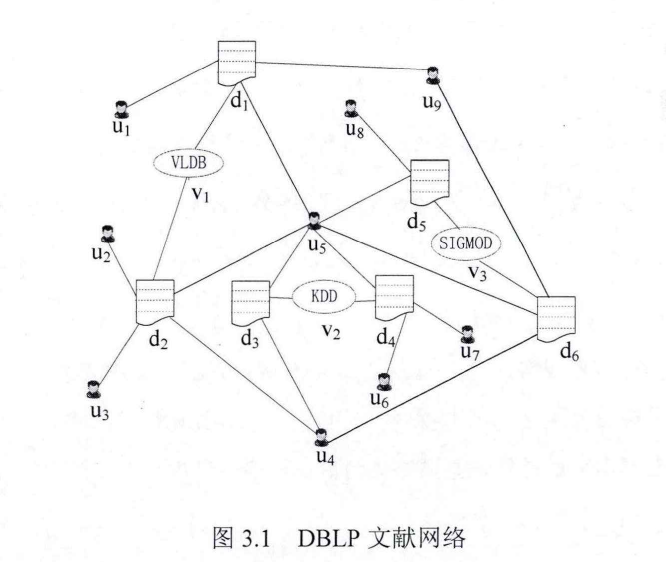 d1
u1
u9
u8
VLDB
v1
d5
u5
u2
SIGMOD
v3
KDD
v2
d2
d3
d4
u7
d6
u6
u3
u4
图 3.1 DBLP 文献网络